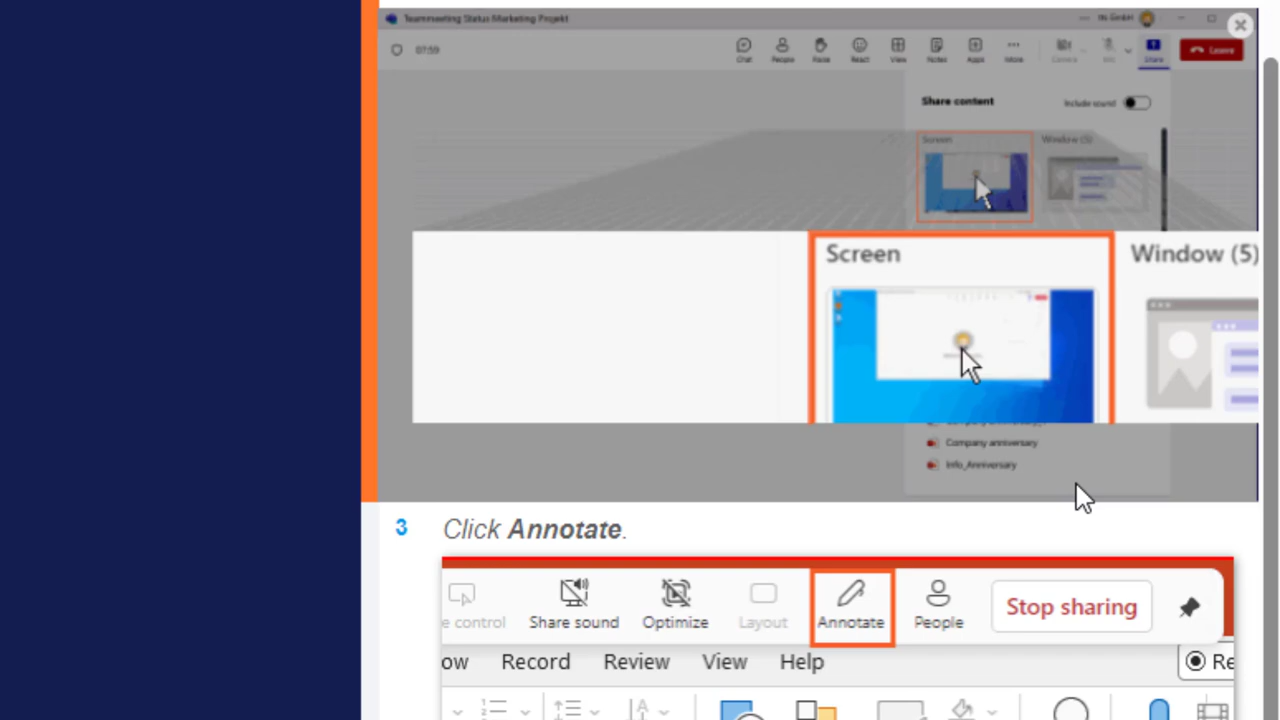 Teammeeting Status Marketing Projekt
07:59
Chat People Raise React View Notes Apps More Camera Mic Share Leave
Share content Include sound
Screen Window (5)
Screen Window (5)
Company anniversary
Info_Anniversary
3 Click Annotate.
e control Share sound Optimize Layout Annotate People Stop sharing
ow Record Review View Help Re